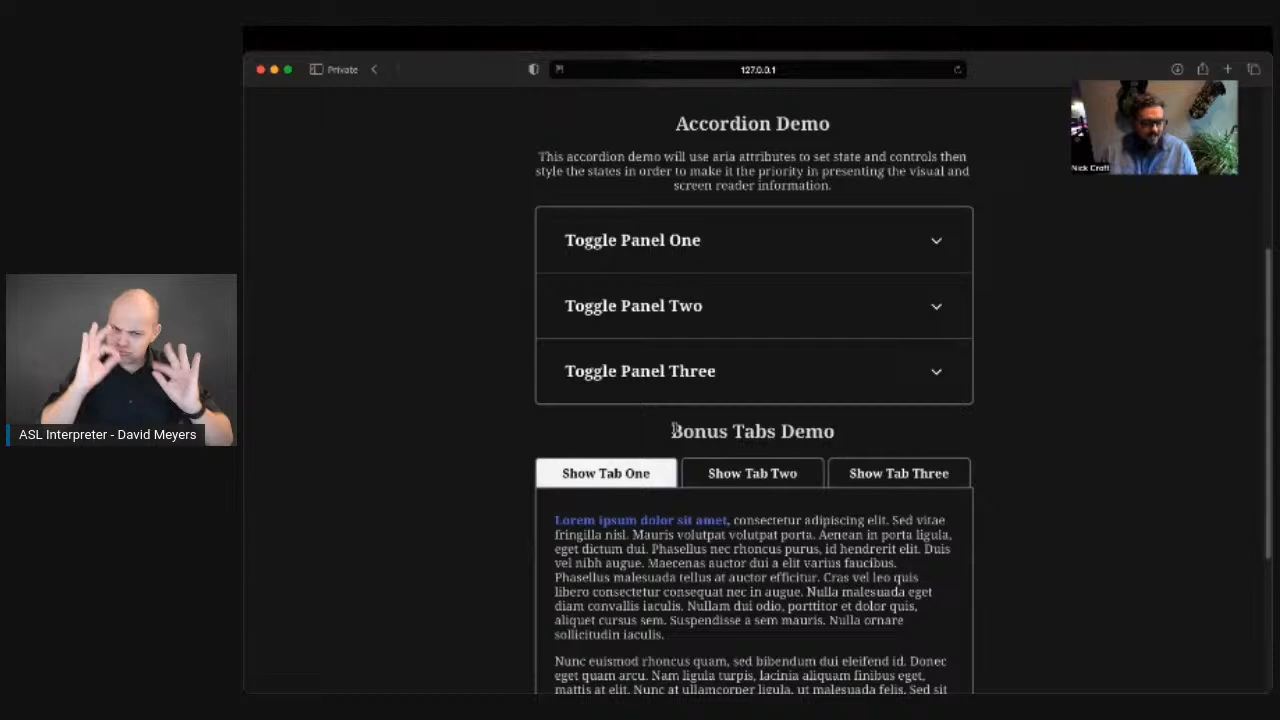 Private
127.0.0.1
Accordion Demo
This accordion demo will use aria attributes to set state and controls then
style the states in order to make it the priority in presenting the visual and
screen reader information.
Nick Croft
Toggle Panel One
Toggle Panel Two
Toggle Panel Three
ASL Interpreter - David Meyers
Bonus Tabs Demo
Show Tab One
Show Tab Two
Show Tab Three
Lorem ipsum dolor sit amet, consectetur adipiscing elit. Sed vitae
fringilla nisl. Mauris volutpat volutpat porta. Aenean in porta ligula,
eget dictum dui. Phasellus nec rhoncus purus, id hendrerit elit. Duis
vel nibh augue. Maecenas auctor dui a elit varius faucibus.
Phasellus malesuada tellus at auctor efficitur. Cras vel leo quis
libero consectetur consequat nec in augue. Nulla malesuada eget
diam convallis iaculis. Nullam dui odio, porttitor et dolor quis,
aliquet cursus sem. Suspendisse a sem mauris. Nulla ornare
sollicitudin iaculis.
Nunc euismod rhoncus quam, sed bibendum dui eleifend id. Donec
eget quam arcu. Nam ligula turpis, lacinia aliquam finibus eget,
mattis at elit. Nunc at ullamcorper ligula, ut malesuada felis. Sed sit